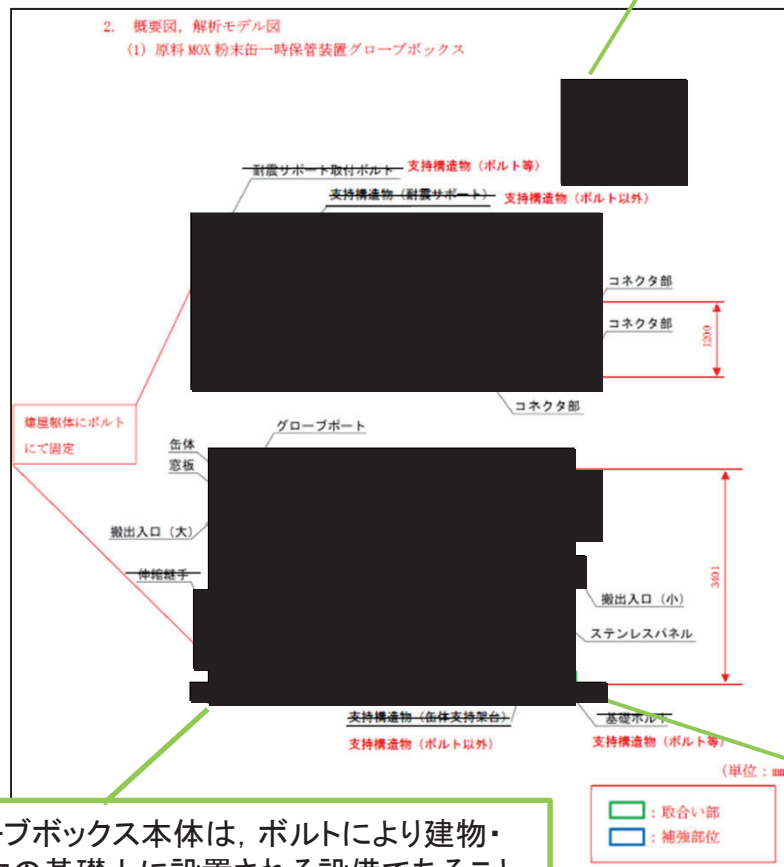 2. 概要図，解析モデル図
(1) 原料 MOX 粉末缶一時保管装置グローブボックス
耐震サポート取付ボルト 支持構造物（ボルト等）
支持構造物（耐震サポート） 支持構造物（ボルト以外）
コネクタ部
コネクタ部
1200
コネクタ部
建屋躯体にボルト
にて固定
グローブポート
缶体
窓板
搬出入口（大）
伸縮継手
3401
搬出入口（小）
ステンレスパネル
支持構造物（缶体支持架台） 基礎ボルト
支持構造物（ボルト以外） 支持構造物（ボルト等）
（単位：mm
：取合い部
：補強部位
ーブボックス本体は，ボルトにより建物・
の基礎上に設置される設備であること